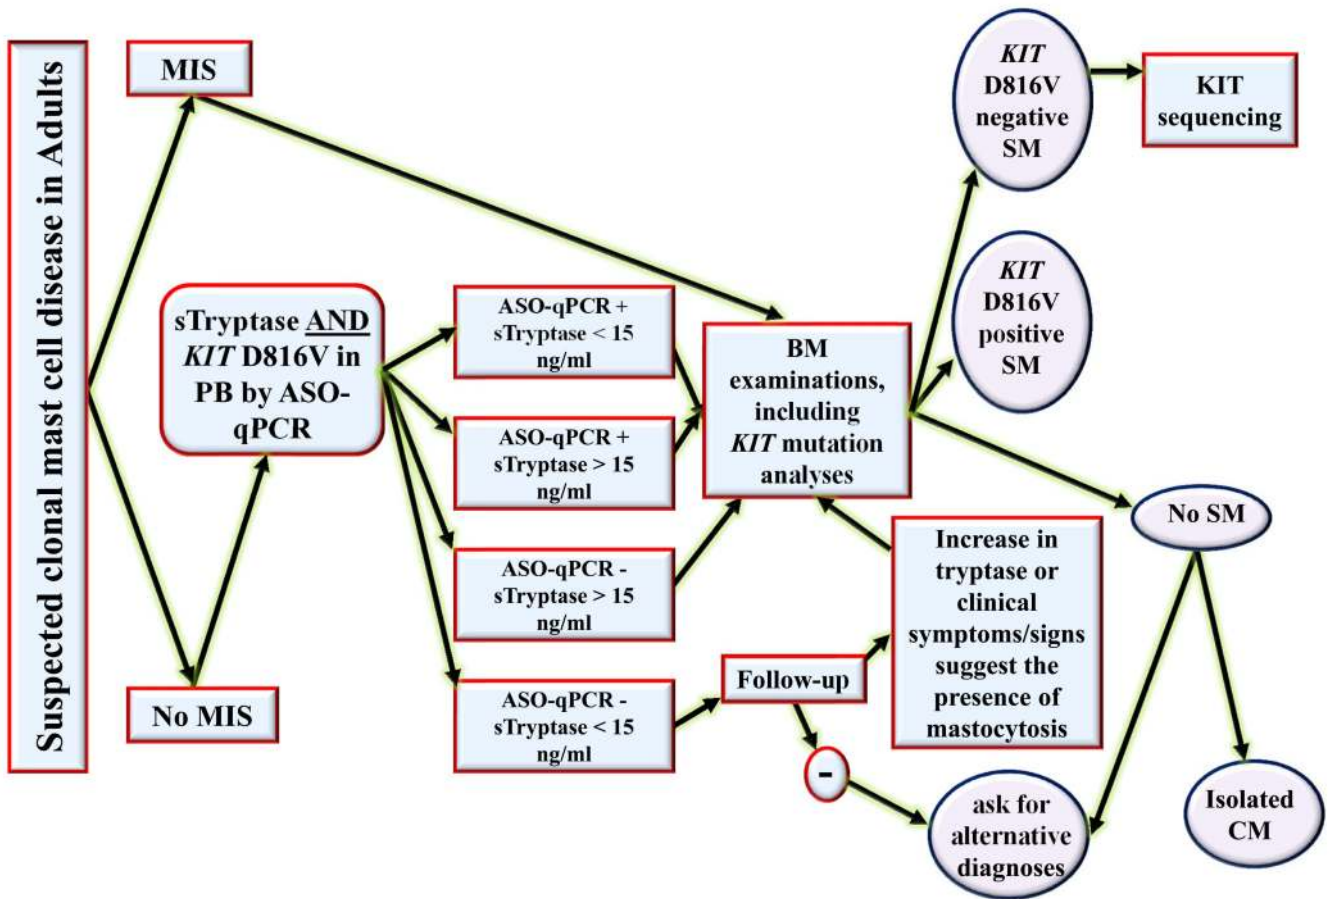 Suspected clonal mast cell disease in Adults
MIS
No MIS
sTryptase AND
KIT D816V in
PB by ASO-
qPCR
ASO-qPCR +
sTryptase < 15
ng/ml
ASO-qPCR +
sTryptase > 15
ng/ml
ASO-qPCR -
sTryptase > 15
ng/ml
ASO-qPCR -
sTryptase < 15
ng/ml
Follow-up
-
BM
examinations,
including
KIT mutation
analyses
Increase in
tryptase or
clinical
symptoms/signs
suggest the
presence of
mastocytosis
KIT
D816V
negative
SM
KIT
sequencing
KIT
D816V
positive
SM
No SM
ask for
alternative
diagnoses
Isolated
CM